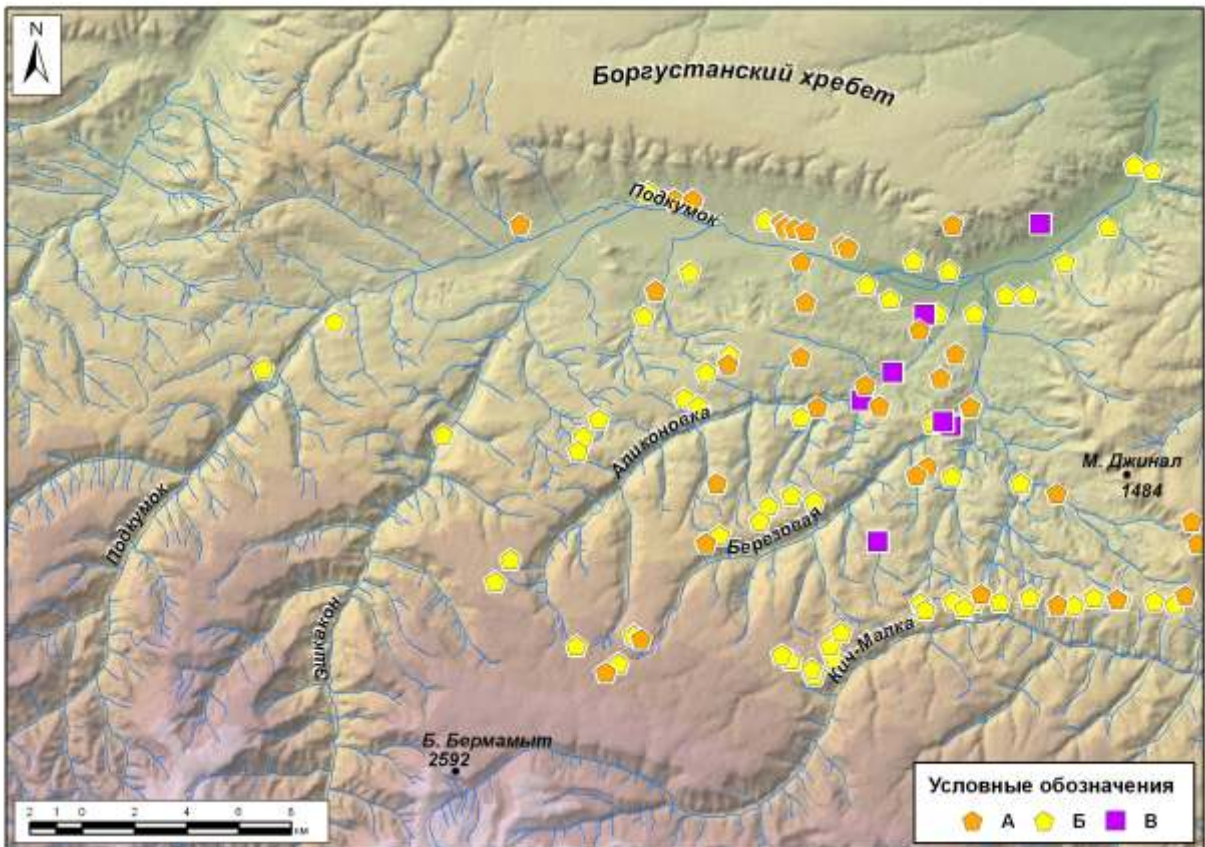 N
Боргустанский хребет
Подкумок
Аликоновка
М. Джинал
1484
Подкумок
Березовая
Эшкакон
Кич-Малка
Б. Бермамыт
2592
2 1 0 2 4 6 8
км
Условные обозначения
А Б В